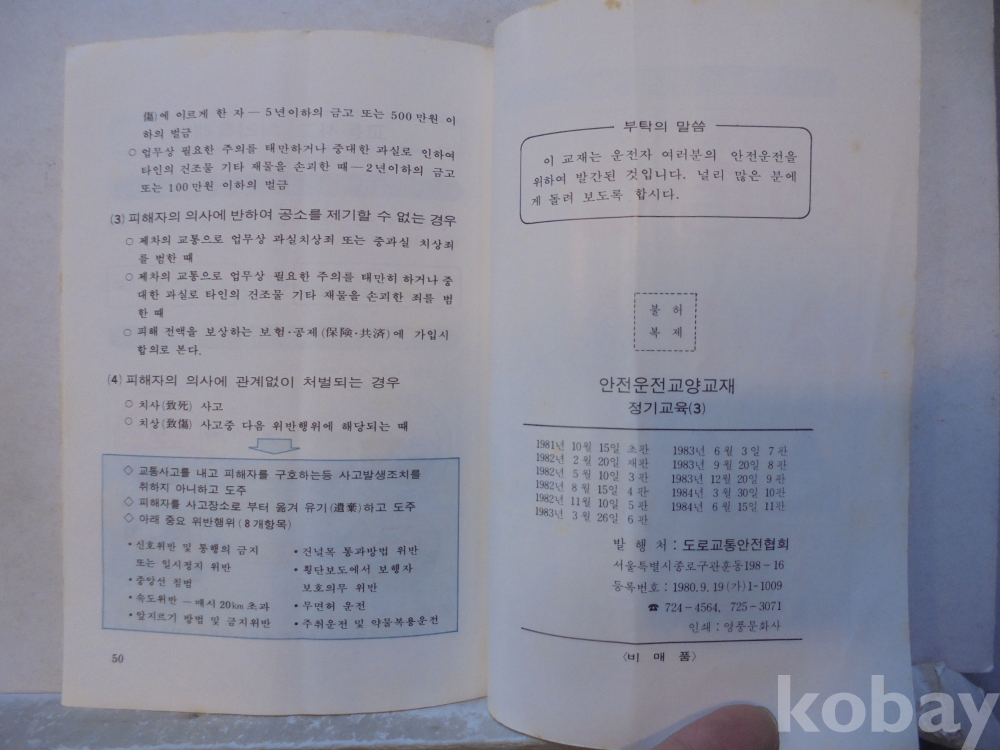 傷)에 이르게 한 자 ― 5년이하의 금고 또는 500만원 이
하의 벌금
○ 업무상 필요한 주의를 태만하거나 중대한 과실로 인하여
타인의 건조물 기타 재물을 손괴한 때―2년이하의 금고
또는 100만원 이하의 벌금
(3) 피해자의 의사에 반하여 공소를 제기할 수 없는 경우
○ 제차의 교통으로 업무상 과실치상죄 또는 중과실 치상죄
를 범한 때
○ 제차의 교통으로 업무상 필요한 주의를 태만히 하거나 중
대한 과실로 타인의 건조물 기타 재물을 손괴한 죄를 범
한 때
○ 피해 전액을 보상하는 보험·공제(保険·共済)에 가입시
합의로 본다.
(4) 피해자의 의사에 관계없이 처벌되는 경우
○ 치사(致死) 사고
○ 치상(致傷) 사고중 다음 위반행위에 해당되는 때
◇ 교통사고를 내고 피해자를 구호하는등 사고발생조치를
취하지 아니하고 도주
◇ 피해자를 사고장소로 부터 옮겨 유기(遺棄)하고 도주
◇ 아래 중요 위반행위(8개항목)
• 신호위반 및 통행의 금지
또는 일시정지 위반
• 중앙선 침범
• 속도위반 ― 매시 20km 초과
• 앞지르기 방법 및 금지위반
• 건널목 통과방법 위반
• 횡단보도에서 보행자
보호의무 위반
• 무면허 운전
• 주취운전 및 약물복용운전
50
부탁의 말씀
이 교재는 운전자 여러분의 안전운전을
위하여 발간된 것입니다. 널리 많은 분에
게 돌려 보도록 합시다.
불 허
복 제
안전운전교양교재
정기교육(3)
1981년 10월 15일 초판
1982년 2월 20일 재판
1982년 5월 10일 3판
1982년 8월 15일 4판
1982년 11월 10일 5판
1983년 3월 26일 6판
1983년 6월 3일 7판
1983년 9월 20일 8판
1983년 12월 20일 9판
1984년 3월 30일 10판
1984년 6월 15일 11판
발 행 처 : 도로교통안전협회
서울특별시종로구관훈동198-16
등록번호 : 1980.9.19(가)1-1009
☎ 724-4564, 725-3071
인쇄 : 영풍문화사
〈비 매 품〉
kobay